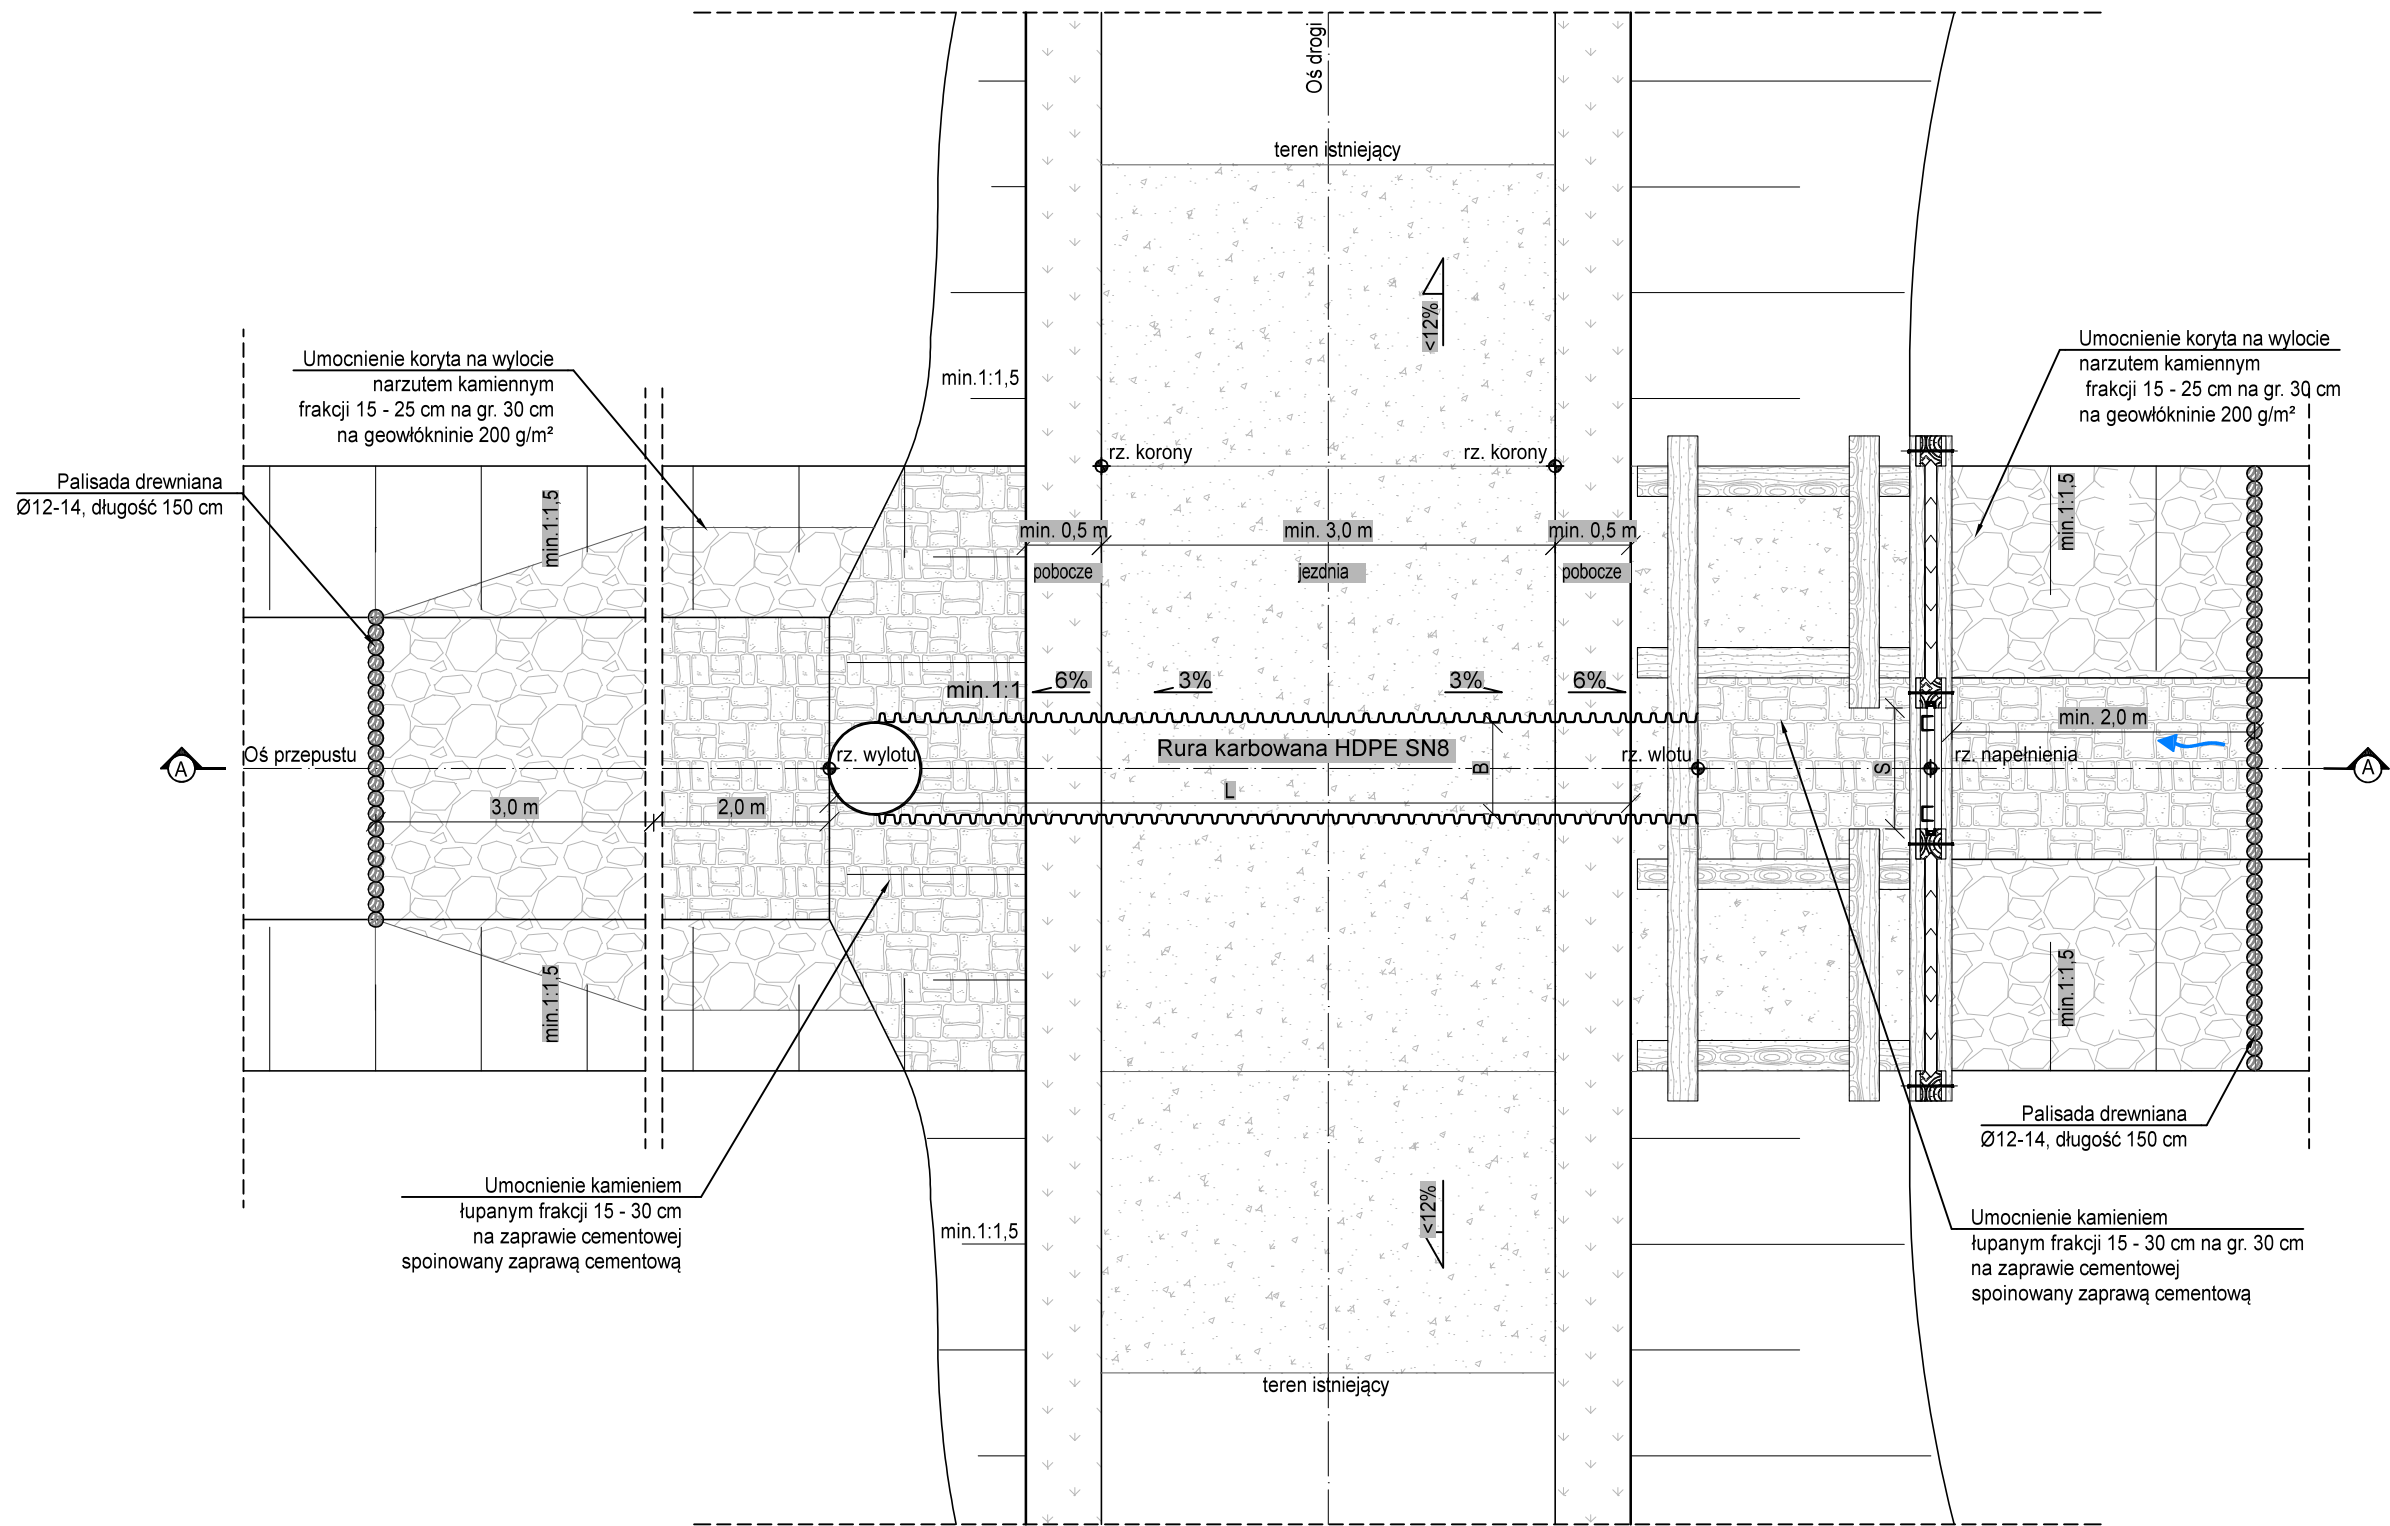 Oś drogi
teren istniejący
<12%
Umocnienie koryta na wylocie
narzutem kamiennym
frakcji 15 - 25 cm na gr. 30 cm
na geowłókninie 200 g/m²
min.1:1,5
Umocnienie koryta na wylocie
narzutem kamiennym
frakcji 15 - 25 cm na gr. 30 cm
na geowłókninie 200 g/m²
rz. korony
rz. korony
Palisada drewniana
Ø12-14, długość 150 cm
min.1:1,5
min.1:1,5
min. 0,5 m
min. 3,0 m
min. 0,5 m
pobocze
jezdnia
pobocze
min.1:1
6%
3%
3%
6%
min. 2,0 m
Oś przepustu
rz. wylotu
Rura karbowana HDPE SN8
rz. wlotu
rz. napełnienia
A
B
S
A
L
3,0 m
2,0 m
min.1:1,5
min.1:1,5
Palisada drewniana
Ø12-14, długość 150 cm
Umocnienie kamieniem
łupanym frakcji 15 - 30 cm
na zaprawie cementowej
spoinowany zaprawą cementową
min.1:1,5
<12%
Umocnienie kamieniem
łupanym frakcji 15 - 30 cm na gr. 30 cm
na zaprawie cementowej
spoinowany zaprawą cementową
teren istniejący